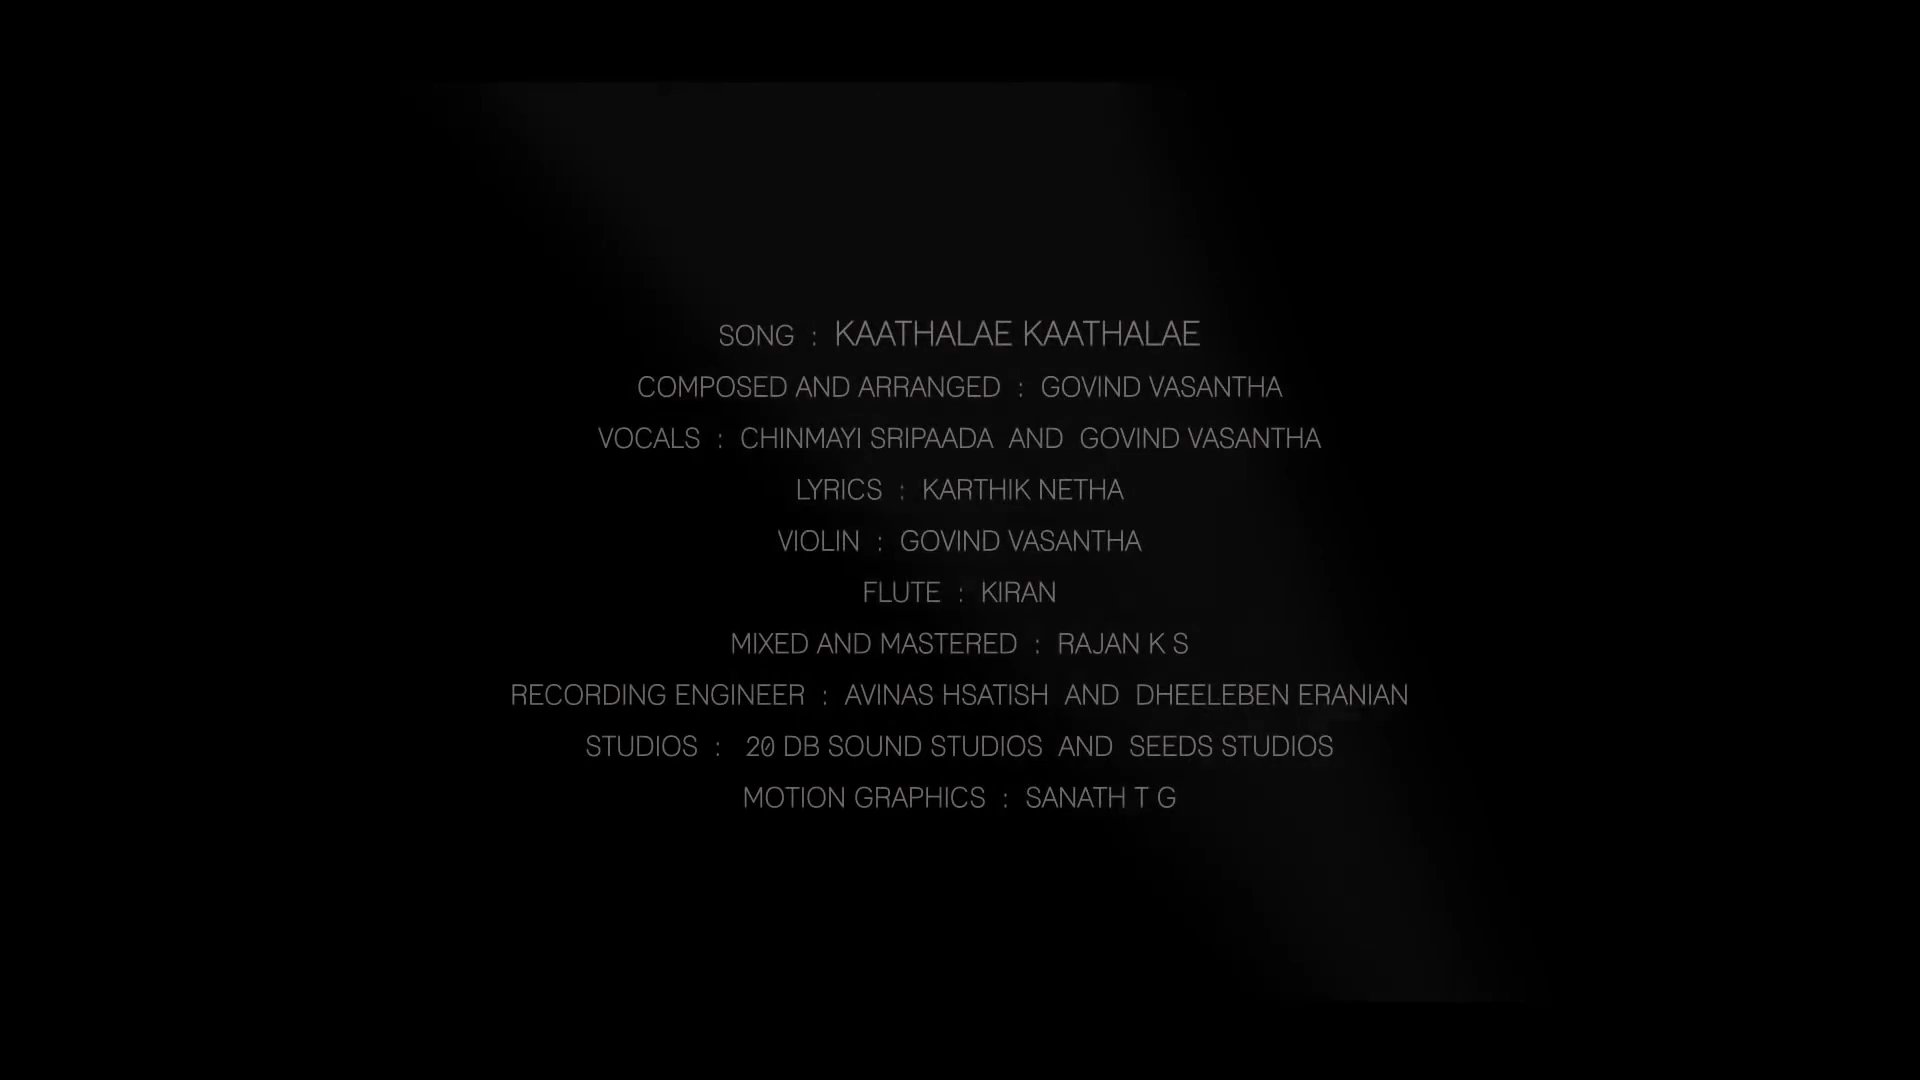 SONG : KAATHALAE KAATHALAE
COMPOSED AND ARRANGED : GOVIND VASANTHA
VOCALS : CHINMAYI SRIPAADA AND GOVIND VASANTHA
LYRICS : KARTHIK NETHA
VIOLIN : GOVIND VASANTHA
FLUTE : KIRAN
MIXED AND MASTERED : RAJAN K S
RECORDING ENGINEER : AVINAS HSATISH AND DHEELEBEN ERANIAN
STUDIOS : 20 DB SOUND STUDIOS AND SEEDS STUDIOS
MOTION GRAPHICS : SANATH T G